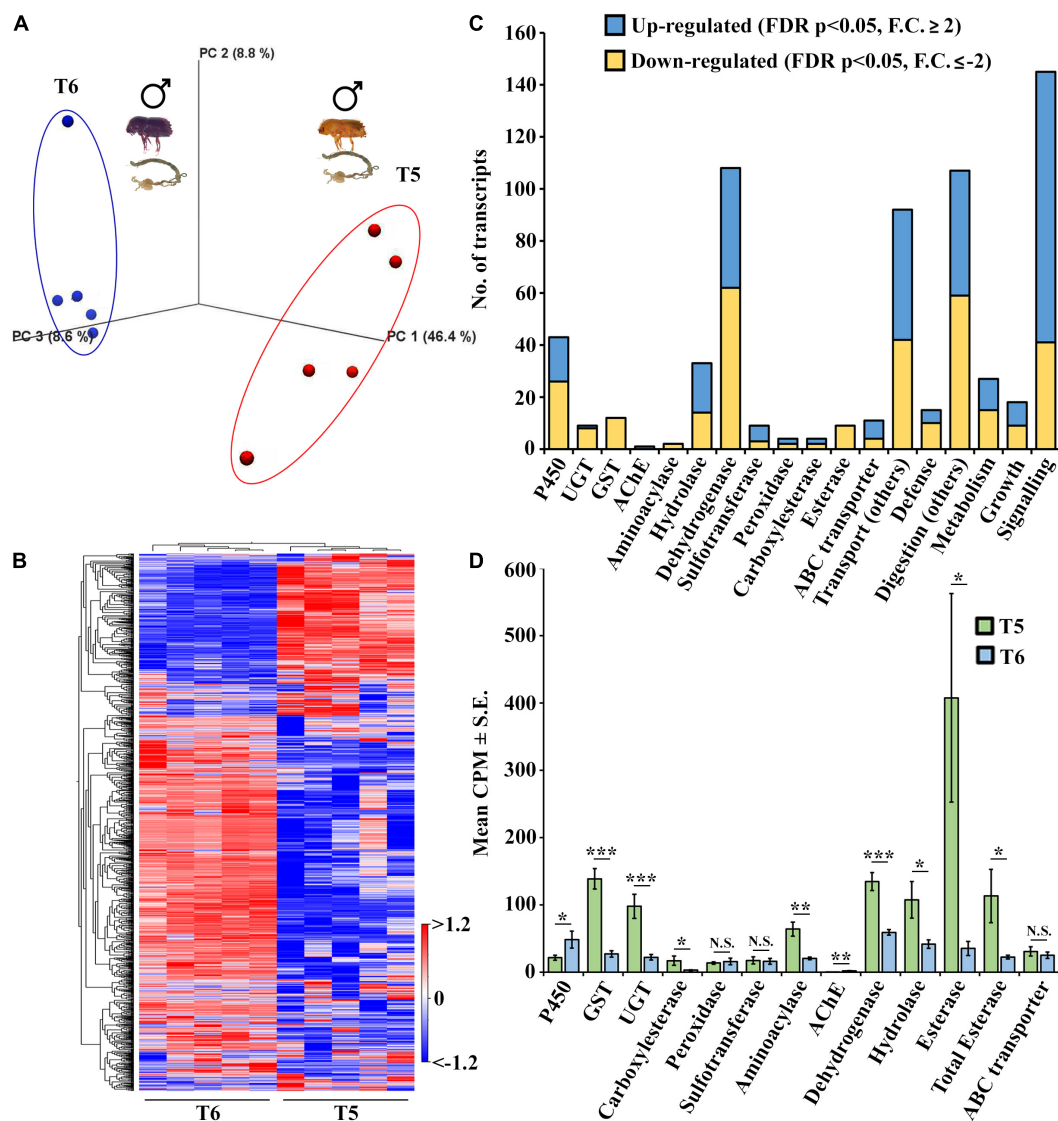 A
PC 2 (8.8 %)
T6
♂
♂
T5
PC 3 (8.6 %)
PC 1 (46.4 %)
B
>1.2
0
<-1.2
T6
T5
C
Up-regulated (FDR p<0.05, F.C. ≥ 2)
Down-regulated (FDR p<0.05, F.C. ≤-2)
No. of transcripts
160
140
120
100
80
60
40
20
0
P450
UGT
GST
AChE
Aminoacylase
Hydrolase
Dehydrogenase
Sulfotransferase
Peroxidase
Carboxylesterase
Esterase
ABC transporter
Transport (others)
Defense
Digestion (others)
Metabolism
Growth
Signalling
D
Mean CPM ± S.E.
600
500
400
300
200
100
0
T5
T6
*
***
***
*
N.S.
N.S.
**
**
***
*
*
*
N.S.
P450
GST
UGT
Carboxylesterase
Peroxidase
Sulfotransferase
Aminoacylase
AChE
Dehydrogenase
Hydrolase
Esterase
Total Esterase
ABC transporter